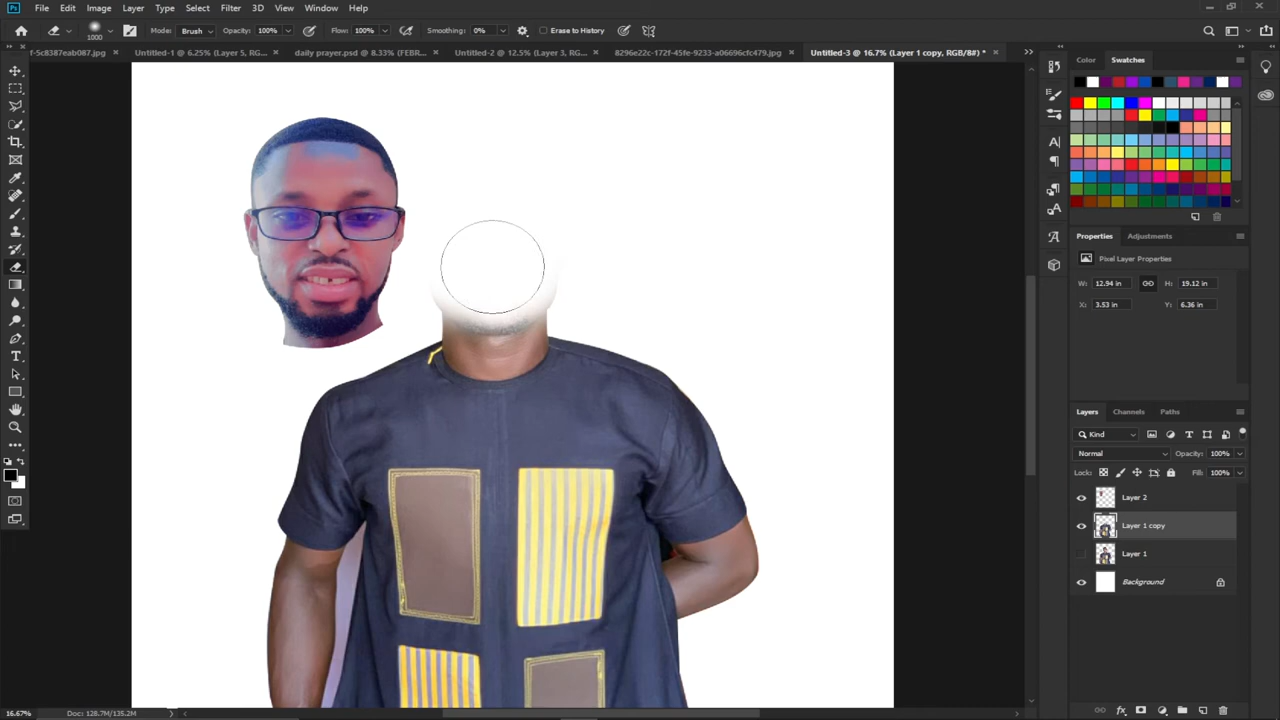 Ps File Edit Image Layer Type Select Filter 3D View Window Help
1000 Mode: Brush Opacity: 100% Flow: 100% Smoothing: 0% Erase to History
f-5c8387eab087.jpg × Untitled-1 @ 6.25% (Layer 5, RG... × daily prayer.psd @ 8.33% (FEBR... × Untitled-2 @ 12.5% (Layer 3, RG... × 8296e22c-172f-45fe-9233-a06696cfc473.jpg × Untitled-3 @ 16.7% (Layer 1 copy, RGB/8#) * ×
Color Swatches
Properties Adjustments
Pixel Layer Properties
W: 12.94 in H: 19.12 in
X: 3.53 in Y: 6.36 in
Layers Channels Paths
Kind
Normal Opacity: 100%
Lock: Fill: 100%
Layer 2
Layer 1 copy
Layer 1
Background
16.67% Doc: 128.7M/135.2M